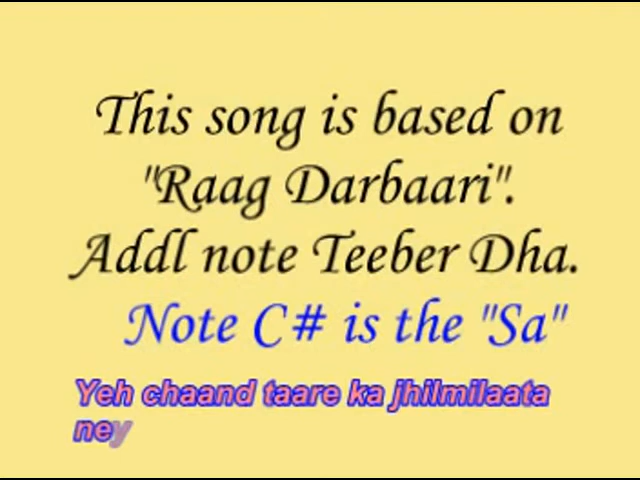 This song is based on
"Raag Darbaari".
Addl note Teeber Dha.
Note C# is the "Sa"
Yeh chaand taare ka jhilmilaata
ney